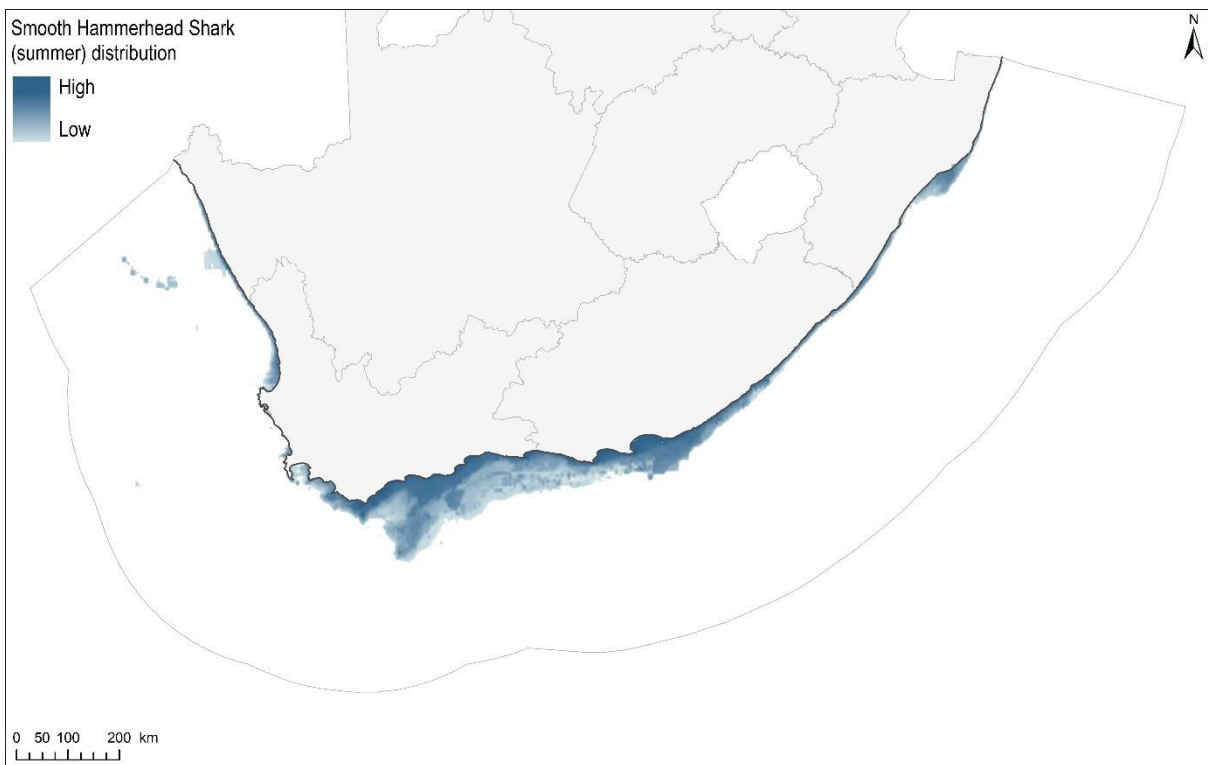 Smooth Hammerhead Shark
(summer) distribution
High
Low
N
0 50 100 200 km